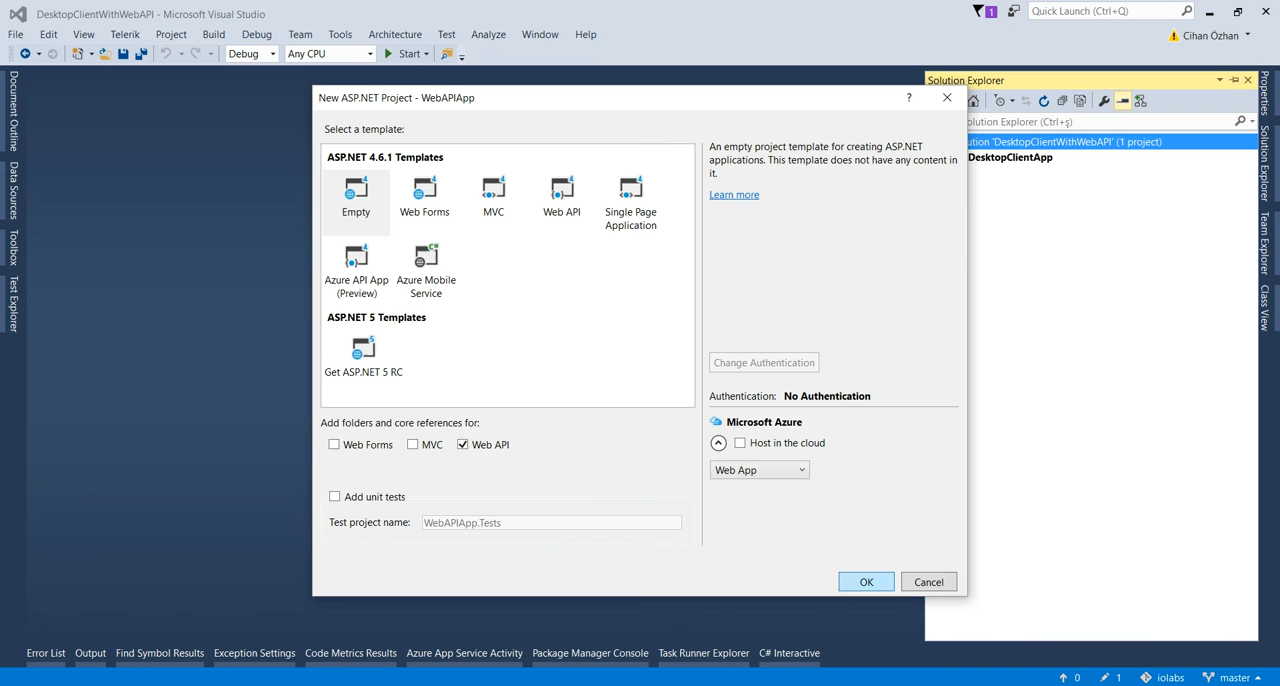 DesktopClientWithWebAPI - Microsoft Visual Studio
1
Quick Launch (Ctrl+Q)
File Edit View Telerik Project Build Debug Team Tools Architecture Test Analyze Window Help
Cihan Özhan
Debug Any CPU Start
Document Outline
Data Sources
Toolbox
Test Explorer
New ASP.NET Project - WebAPIApp
?
Select a template:
ASP.NET 4.6.1 Templates
Empty
Web Forms
MVC
Web API
Single Page
Application
Azure API App
(Preview)
Azure Mobile
Service
ASP.NET 5 Templates
Get ASP.NET 5 RC
Add folders and core references for:
Web Forms MVC Web API
Add unit tests
Test project name: WebAPIApp.Tests
An empty project template for creating ASP.NET
applications. This template does not have any content in
it.
Learn more
Change Authentication
Authentication: No Authentication
Microsoft Azure
Host in the cloud
Web App
OK Cancel
Solution Explorer
olution Explorer (Ctrl+ş)
ution 'DesktopClientWithWebAPI' (1 project)
DesktopClientApp
Properties
Solution Explorer
Team Explorer
Class View
Error List Output Find Symbol Results Exception Settings Code Metrics Results Azure App Service Activity Package Manager Console Task Runner Explorer C# Interactive
0 1 iolabs master